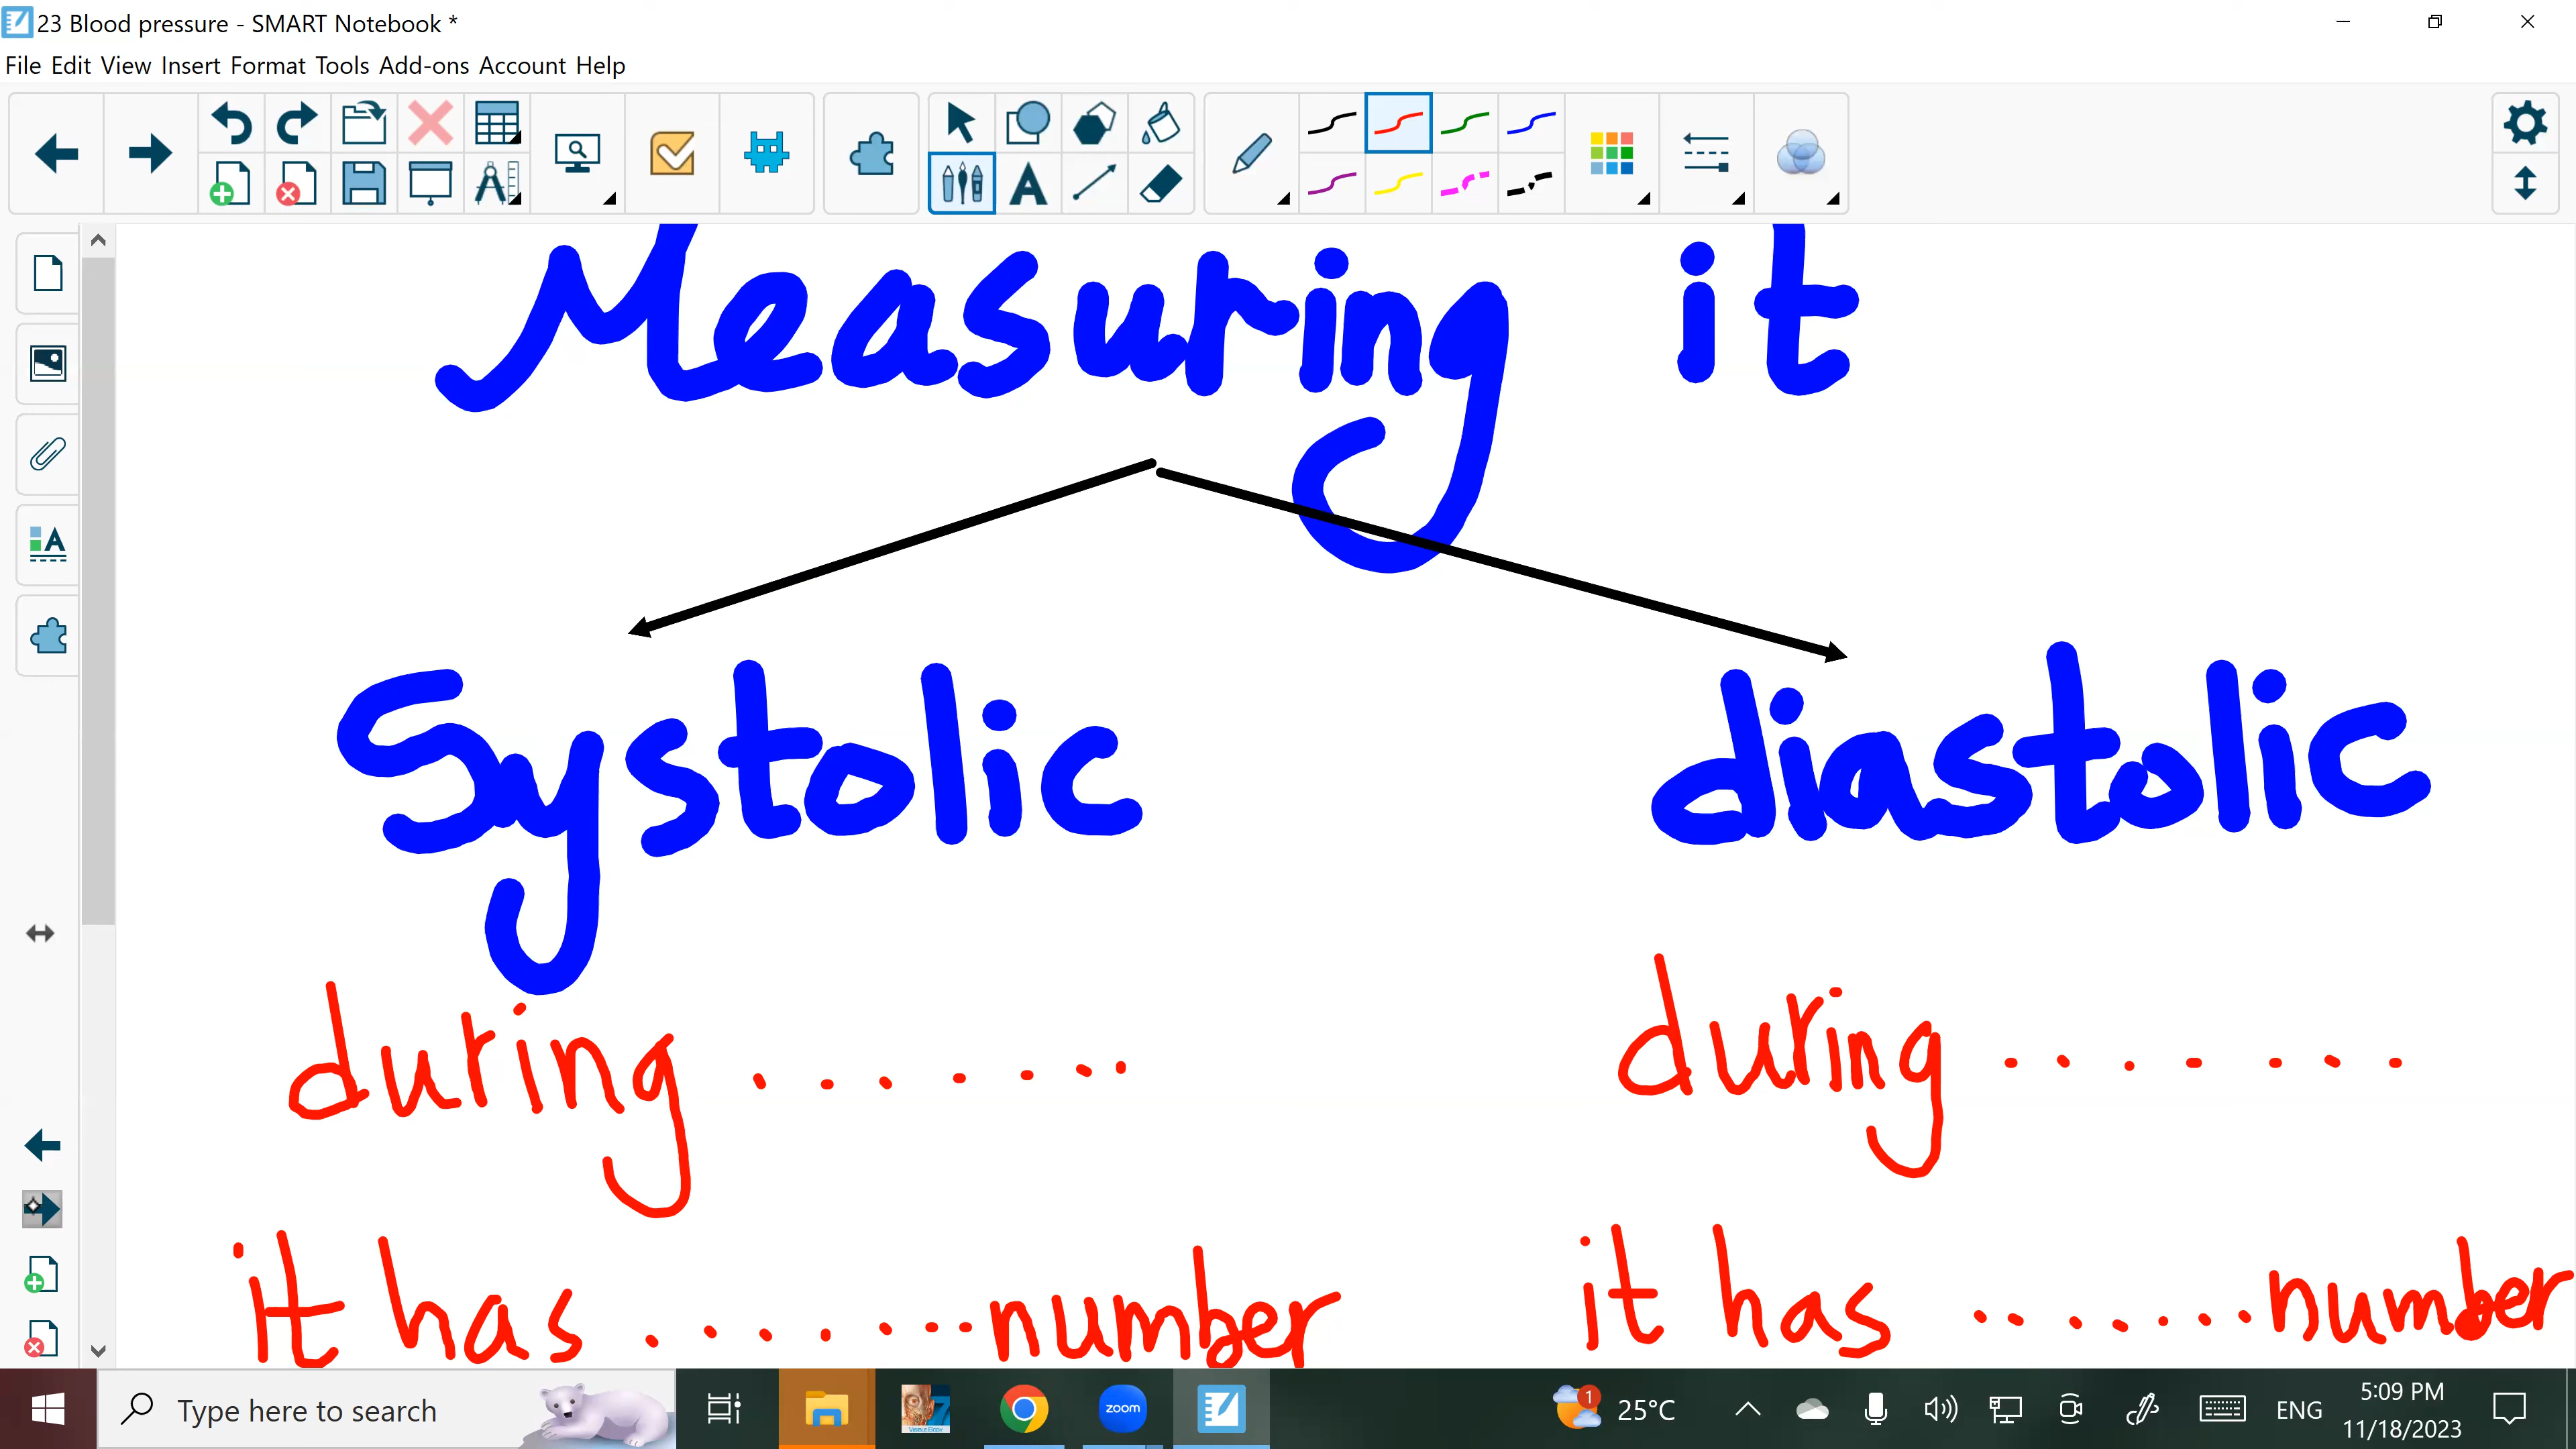 23 Blood pressure - SMART Notebook *
File Edit View Insert Format Tools Add-ons Account Help
Measuring it
Systolic diastolic
during ....... during .......
it has ....... number it has ....... number
Type here to search
zoom
1
25°C
ENG
5:09 PM
11/18/2023